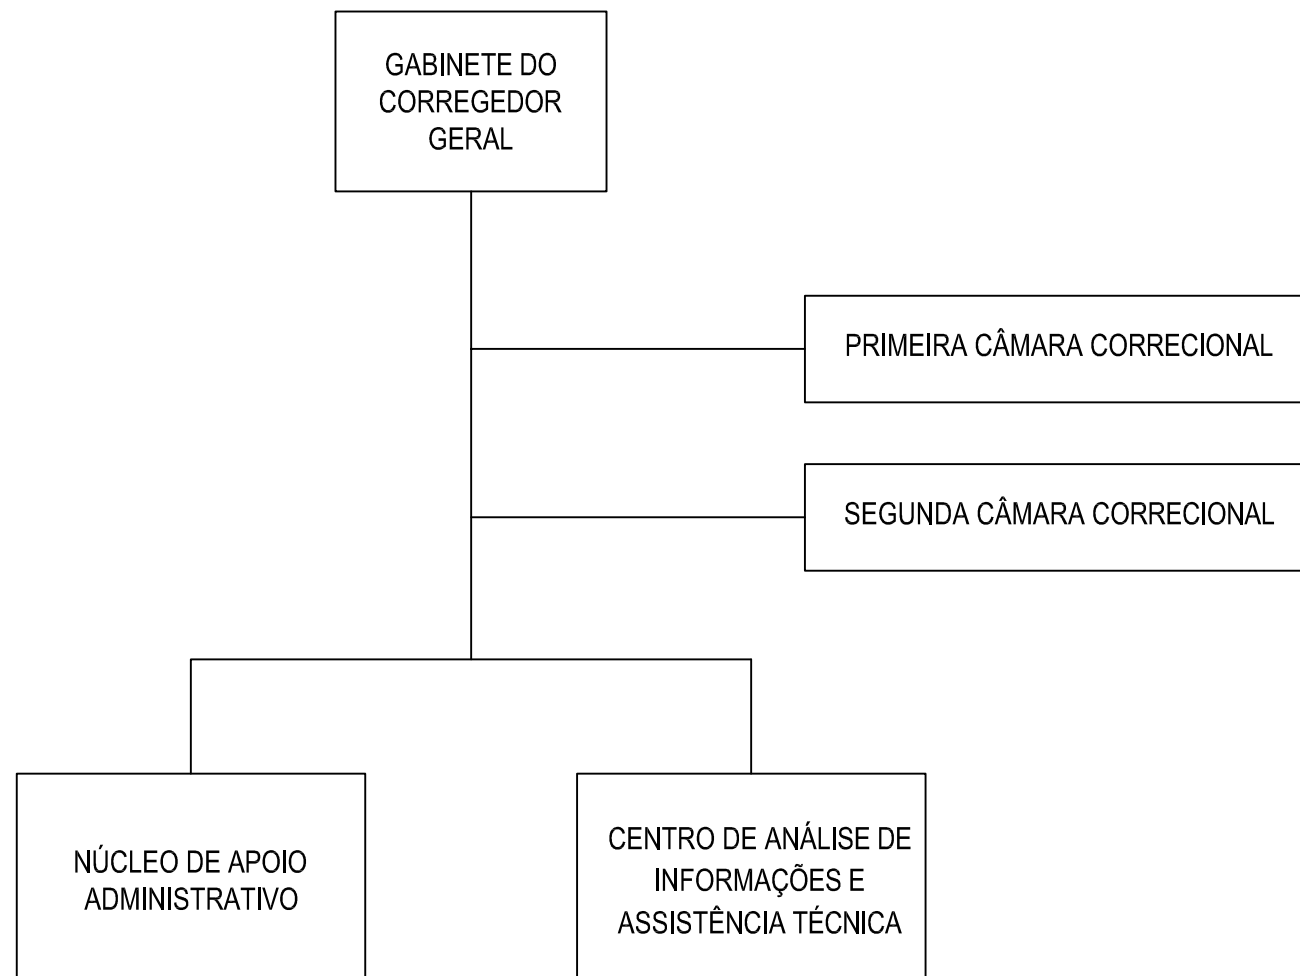 GABINETE DO
CORREGEDOR
GERAL
PRIMEIRA CÂMARA CORRECIONAL
SEGUNDA CÂMARA CORRECIONAL
NÚCLEO DE APOIO
ADMINISTRATIVO
CENTRO DE ANÁLISE DE
INFORMAÇÕES E
ASSISTÊNCIA TÉCNICA